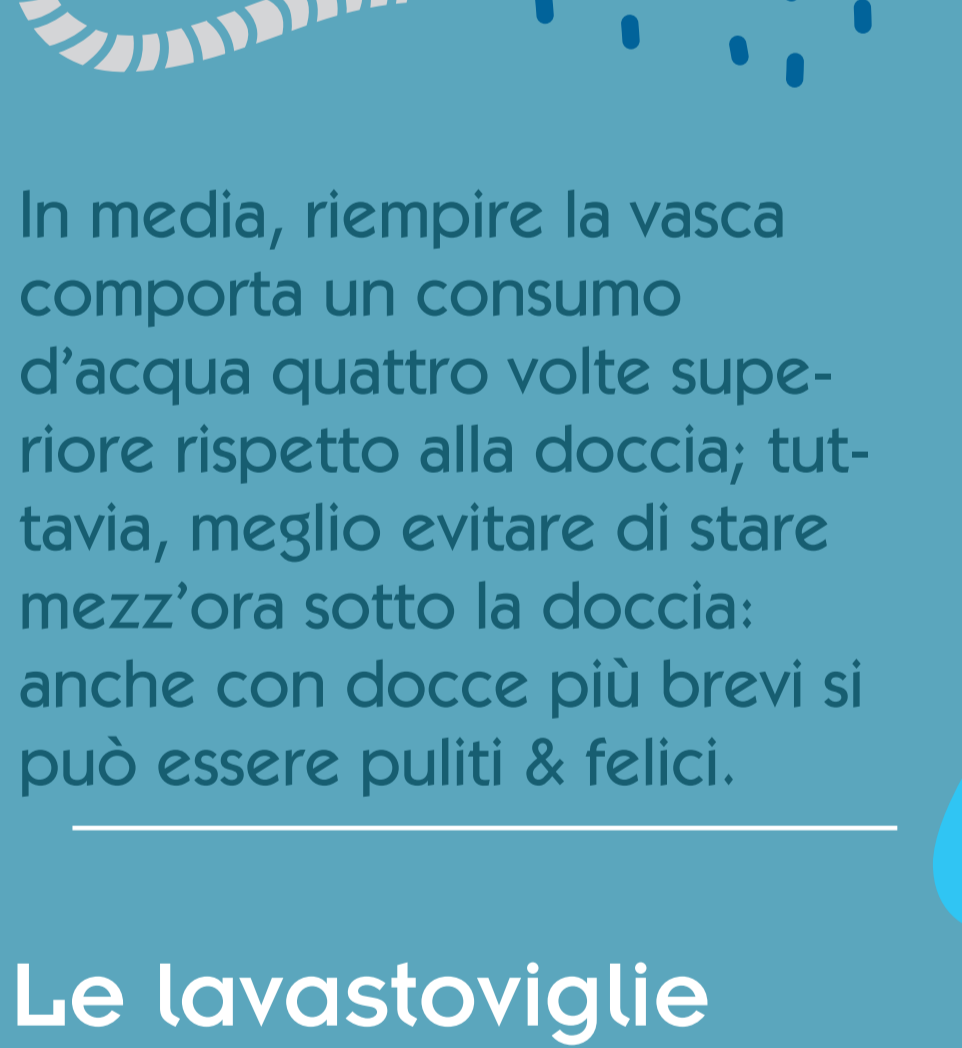 In media, riempire la vasca
comporta un consumo
d’acqua quattro volte supe-
riore rispetto alla doccia; tut-
tavia, meglio evitare di stare
mezz’ora sotto la doccia:
anche con docce più brevi si
può essere puliti & felici.
Le lavastoviglie